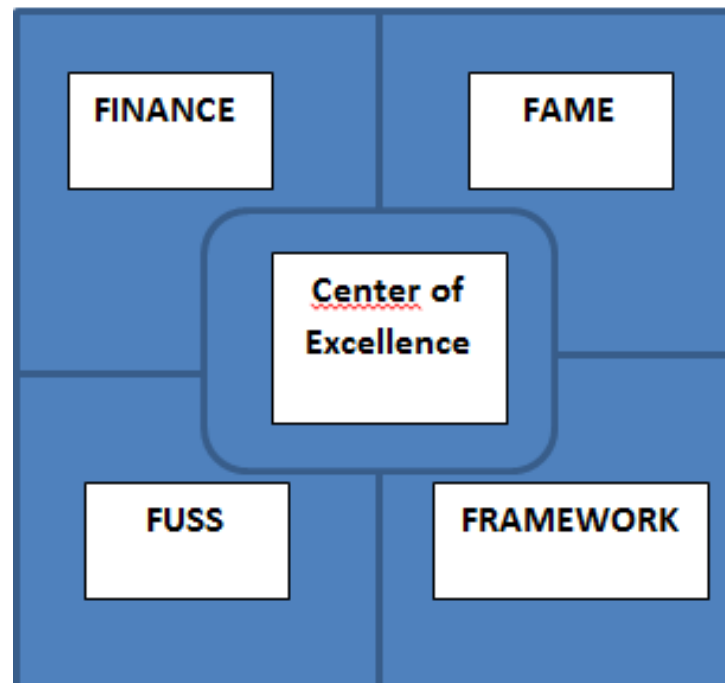 FINANCE
FAME
Center of
Excellence
FUSS
FRAMEWORK